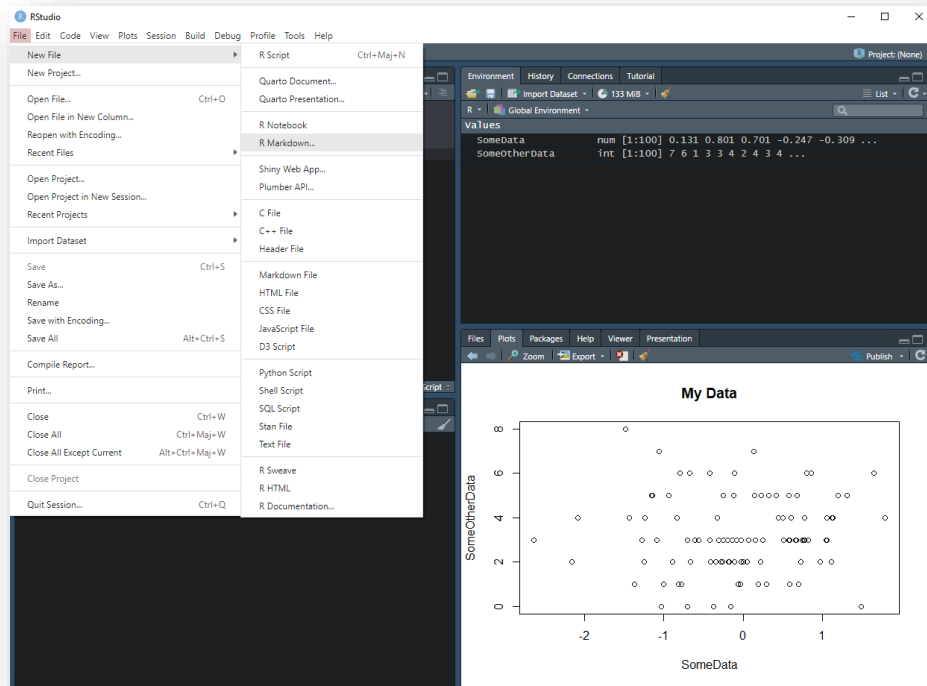 RStudio
File Edit Code View Plots Session Build Debug Profile Tools Help
New File
New Project...
Open File... Ctrl+O
Open File in New Column...
Reopen with Encoding...
Recent Files
Open Project...
Open Project in New Session...
Recent Projects
Import Dataset
Save Ctrl+S
Save As...
Rename
Save with Encoding...
Save All Alt+Ctrl+S
Compile Report...
Print...
Close Ctrl+W
Close All Ctrl+Maj+W
Close All Except Current Alt+Ctrl+Maj+W
Close Project
Quit Session... Ctrl+Q
R Script Ctrl+Maj+N
Quarto Document...
Quarto Presentation...
R Notebook
R Markdown...
Shiny Web App...
Plumber API...
C File
C++ File
Header File
Markdown File
HTML File
CSS File
JavaScript File
D3 Script
Python Script
Shell Script
SQL Script
Stan File
Text File
R Sweave
R HTML
R Documentation...
Script
Project: (None)
Environment History Connections Tutorial
Import Dataset 133 MiB List
R Global Environment
Values
SomeData num [1:100] 0.131 0.801 0.701 -0.247 -0.309 ...
SomeOtherData int [1:100] 7 6 1 3 3 4 2 4 3 4 ...
Files Plots Packages Help Viewer Presentation
Zoom Export Publish
My Data
SomeOtherData
8
6
4
2
0
-2 -1 0 1
SomeData